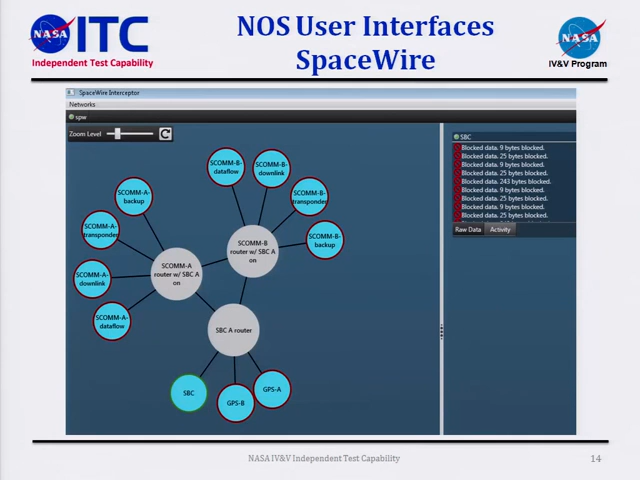 NASA ITC
Independent Test Capability
NOS User Interfaces
SpaceWire
NASA
IV&V Program
SpaceWire Interceptor
Networks
spw
Zoom Level
SCOMM-A-
backup
SCOMM-A-
transponder
SCOMM-A-
downlink
SCOMM-A-
dataflow
SCOMM-B-
dataflow
SCOMM-B-
downlink
SCOMM-B-
transponder
SCOMM-B-
backup
SCOMM-A
router w/ SBC A
on
SCOMM-B
router w/ SBC A
on
SBC A router
SBC
GPS-B
GPS-A
SBC
Blocked data. 9 bytes blocked.
Blocked data. 25 bytes blocked.
Blocked data. 9 bytes blocked.
Blocked data. 25 bytes blocked.
Blocked data. 243 bytes blocked.
Blocked data. 9 bytes blocked.
Blocked data. 25 bytes blocked.
Blocked data. 9 bytes blocked.
Blocked data. 25 bytes blocked.
Raw Data Activity
NASA IV&V Independent Test Capability
14